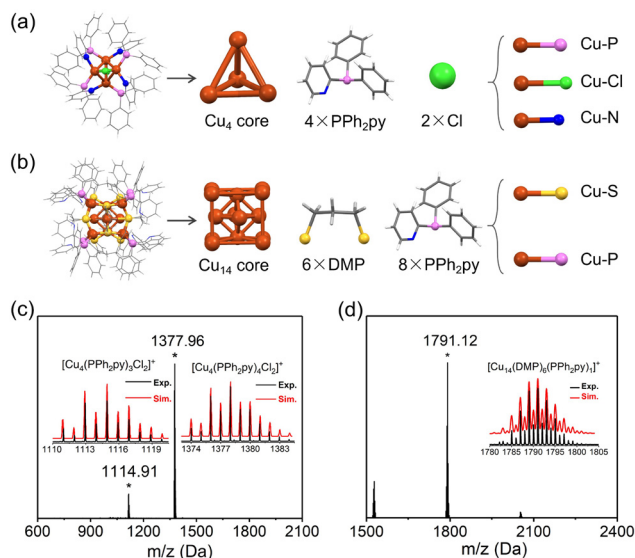 (a)
Cu₄ core
4×PPh₂py
2×Cl
Cu-P
Cu-Cl
Cu-N
(b)
Cu₁₄ core
6×DMP
8×PPh₂py
Cu-S
Cu-P
(c)
1377.96
*
[Cu₄(PPh₂py)₃Cl₂]⁺
[Cu₄(PPh₂py)₄Cl₂]⁺
Exp.
Sim.
Exp.
Sim.
1110 1113 1116 1119
1374 1377 1380 1383
1114.91
*
600 900 1200 1500 1800 2100
m/z (Da)
(d)
1791.12
*
[Cu₁₄(DMP)₆(PPh₂py)₁]⁺
Exp.
Sim.
1780 1785 1790 1795 1800 1805
1500 1800 2100 2400
m/z (Da)